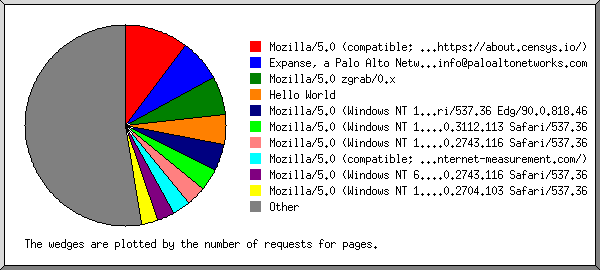 Mozilla/5.0 (compatible; ...https://about.censys.io/)
Expanse, a Palo Alto Netw...info@paloaltonetworks.com
Mozilla/5.0 zgrab/0.x
Hello World
Mozilla/5.0 (Windows NT 1...ri/537.36 Edg/90.0.818.46
Mozilla/5.0 (Windows NT 1....0.3112.113 Safari/537.36
Mozilla/5.0 (Windows NT 1....0.2743.116 Safari/537.36
Mozilla/5.0 (compatible; ...nternet-measurement.com/)
Mozilla/5.0 (Windows NT 6....0.2743.116 Safari/537.36
Mozilla/5.0 (Windows NT 1....0.2704.103 Safari/537.36
Other
The wedges are plotted by the number of requests for pages.